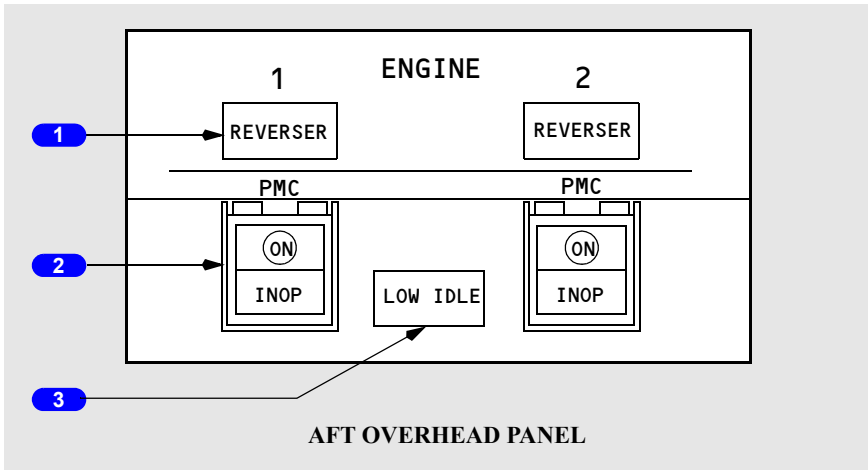 ENGINE
1 2
1 REVERSER REVERSER
PMC PMC
ON ON
2
INOP LOW IDLE INOP
3
AFT OVERHEAD PANEL